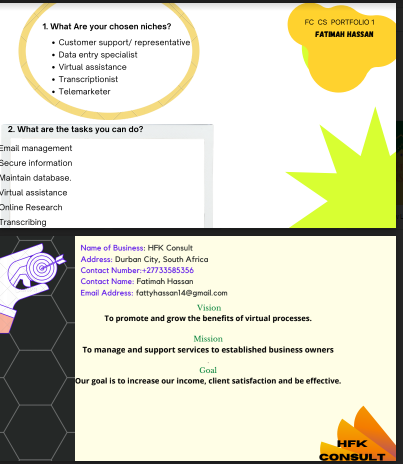 FC CS PORTFOLIO 1
FATIMAH HASSAN
1. What Are your chosen niches?
• Customer support/ representative
• Data entry specialist
• Virtual assistance
• Transcriptionist
• Telemarketer
2. What are the tasks you can do?
Email management
Secure information
Maintain database.
Virtual assistance
Online Research
Transcribing
Name of Business: HFK Consult
Address: Durban City, South Africa
Contact Number:+27733585356
Contact Name: Fatimah Hassan
Email Address: fattyhassan14@gmail.com
Vision
To promote and grow the benefits of virtual processes.
Mission
To manage and support services to established business owners
Goal
Our goal is to increase our income, client satisfaction and be effective.
HFK
CONSULT